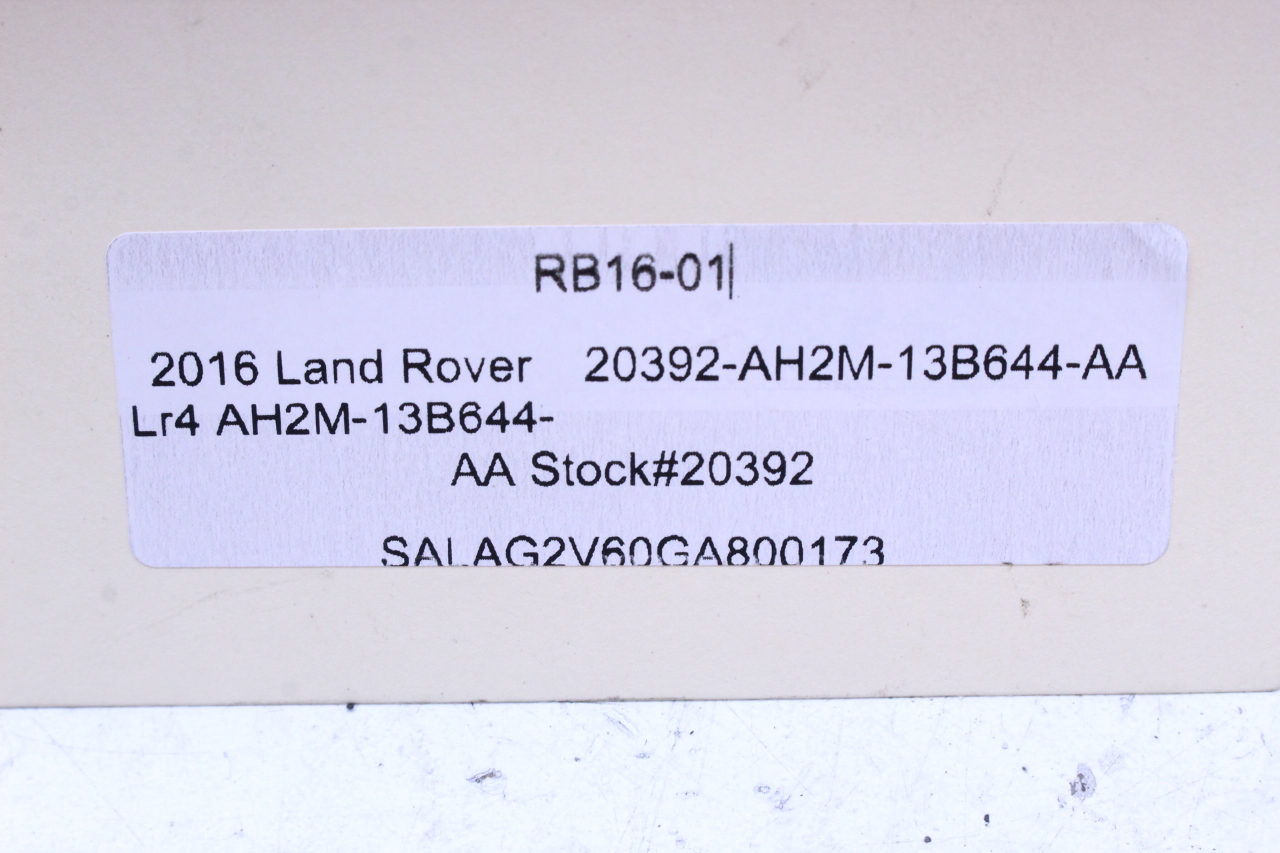 RB16-01
2016 Land Rover 20392-AH2M-13B644-AA
Lr4 AH2M-13B644-
AA Stock#20392
SALAG2V60GA800173